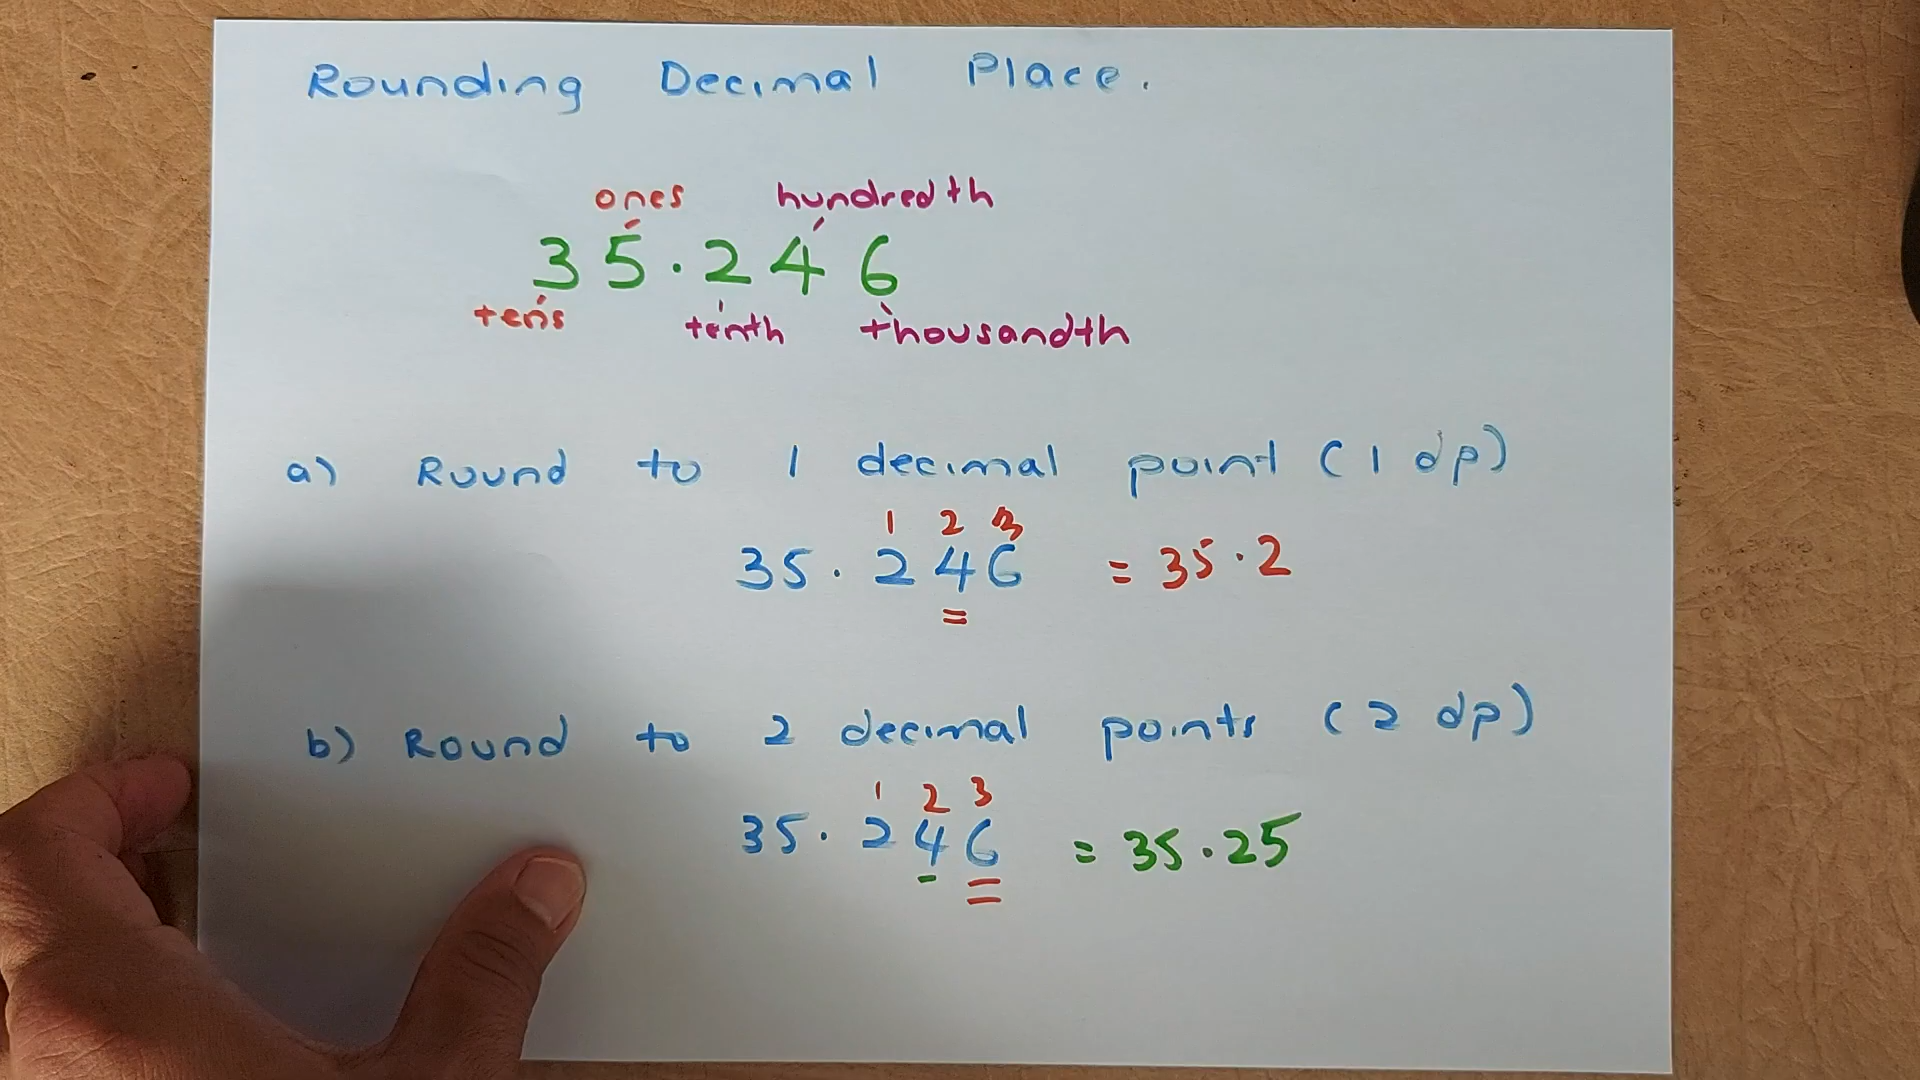 Rounding Decimal Place.
ones hundredth
35.246
tens tenth thousandth
a) Round to 1 decimal point (1 dp)
1 2 3
35.246 = 35.2
b) Round to 2 decimal points (2 dp)
1 2 3
35.246 = 35.25